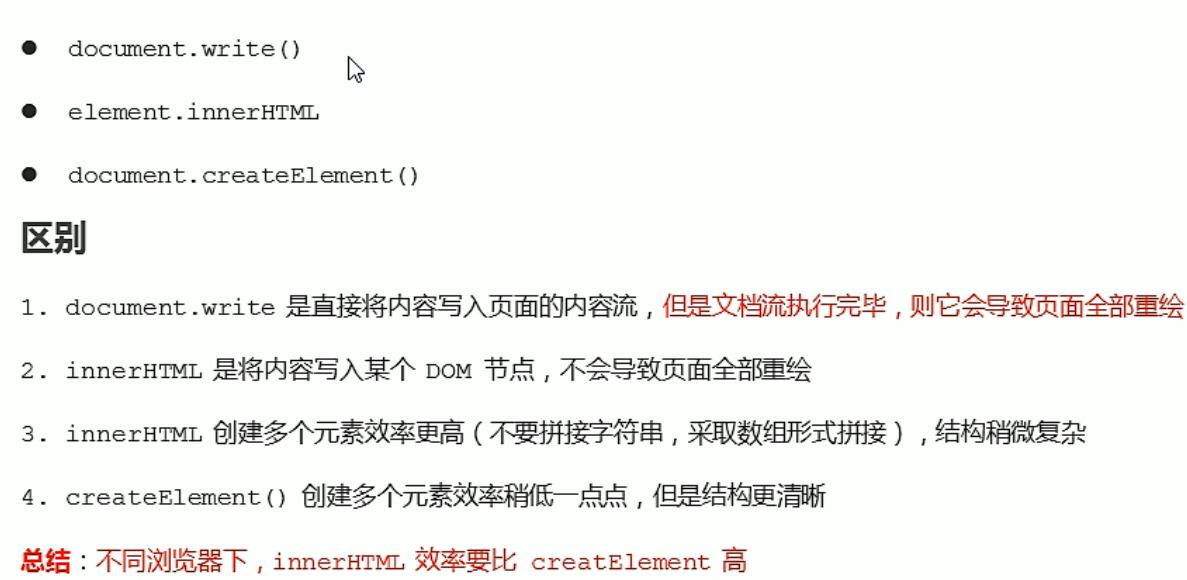 ● document.write()
● element.innerHTML
● document.createElement()
区别
1. document.write 是直接将内容写入页面的内容流，但是文档流执行完毕，则它会导致页面全部重绘
2. innerHTML 是将内容写入某个 DOM 节点，不会导致页面全部重绘
3. innerHTML 创建多个元素效率更高（不要拼接字符串，采取数组形式拼接），结构稍微复杂
4. createElement() 创建多个元素效率稍低一点点，但是结构更清晰
总结：不同浏览器下，innerHTML 效率要比 creatElement 高